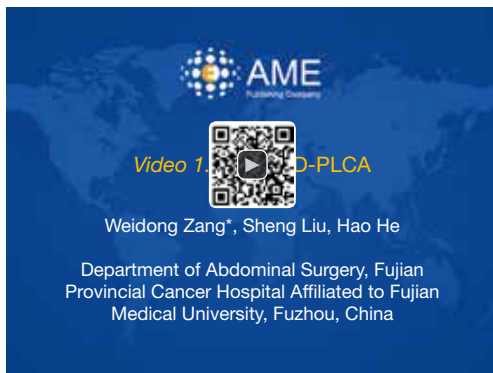 AME
Publishing Company
Video 1. D-PLCA
Weidong Zang*, Sheng Liu, Hao He
Department of Abdominal Surgery, Fujian
Provincial Cancer Hospital Affiliated to Fujian
Medical University, Fuzhou, China